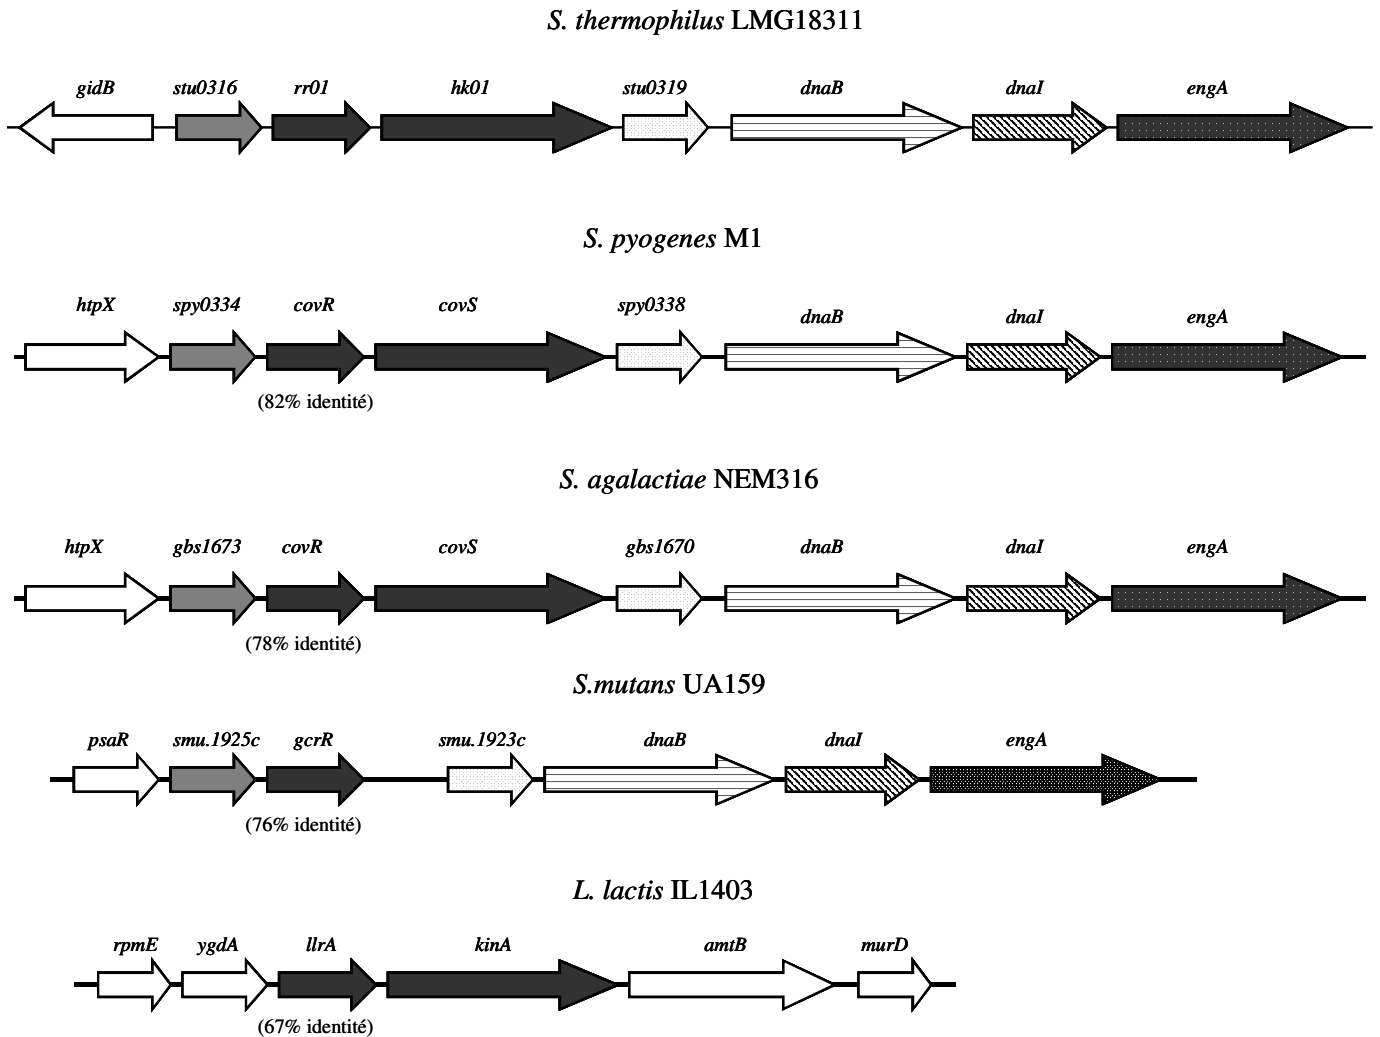 S. thermophilus LMG18311
gidB stu0316 rr01 hk01 stu0319 dnaB dnaI engA
S. pyogenes M1
htpX spy0334 covR covS spy0338 dnaB dnaI engA
(82% identité)
S. agalactiae NEM316
htpX gbs1673 covR covS gbs1670 dnaB dnaI engA
(78% identité)
S.mutans UA159
psaR smu.1925c gcrR smu.1923c dnaB dnaI engA
(76% identité)
L. lactis IL1403
rpmE ygdA llrA kinA amtB murD
(67% identité)